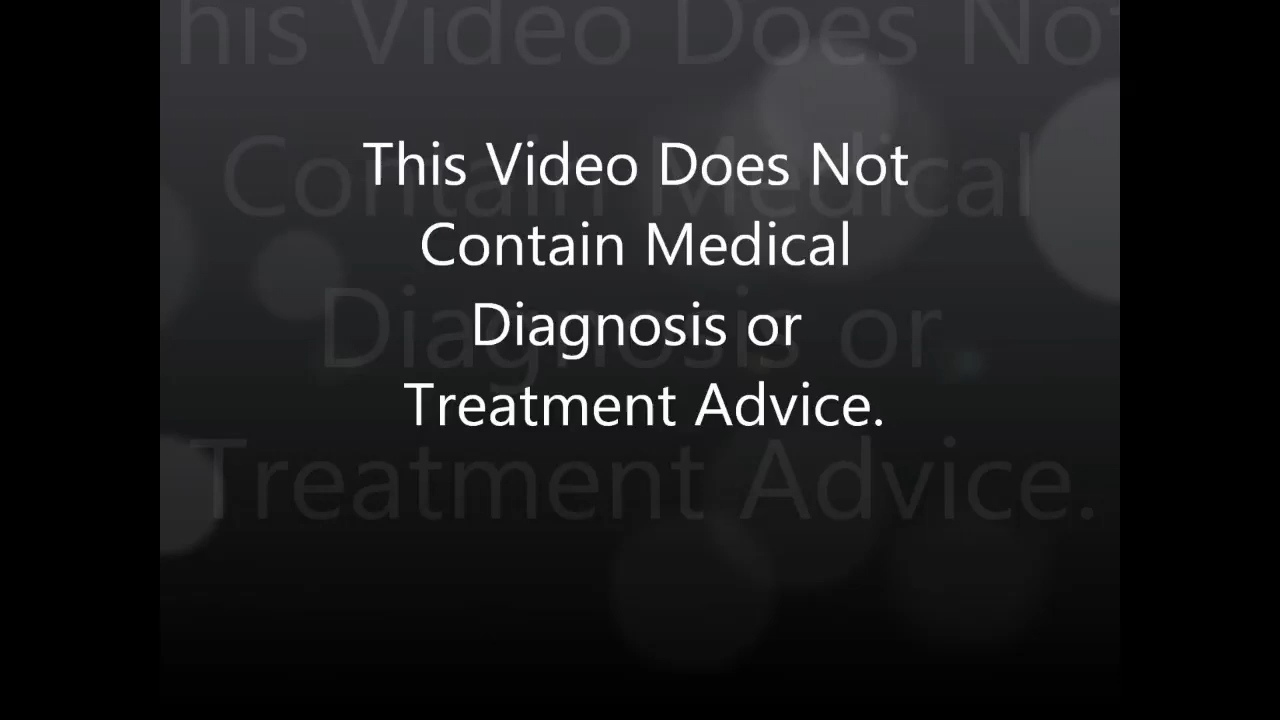 This Video Does Not
Contain Medical
Diagnosis or
Treatment Advice.